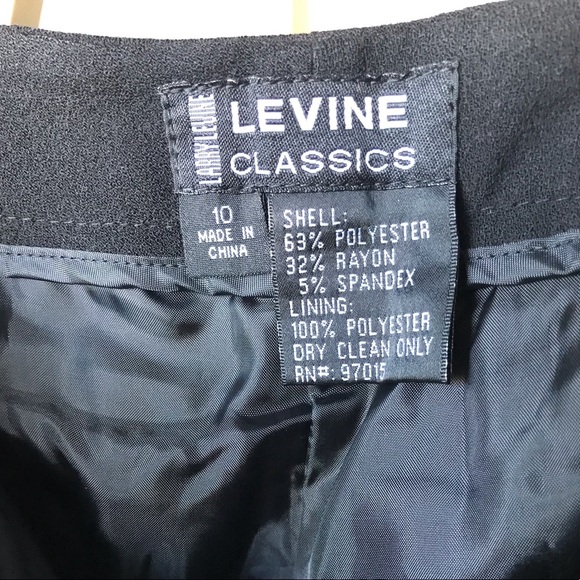 LARRY LEVINE
LEVINE
CLASSICS
10
MADE IN
CHINA
SHELL:
63% POLYESTER
32% RAYON
5% SPANDEX
LINING:
100% POLYESTER
DRY CLEAN ONLY
RN#: 97015